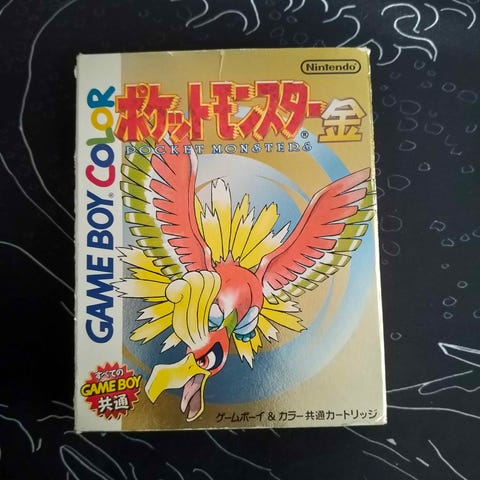 Nintendo
GAME BOY COLOR
ポケットモンスター金
POCKET MONSTERS
すべての
GAME BOY
共通
ゲームボーイ & カラー共通カートリッジ